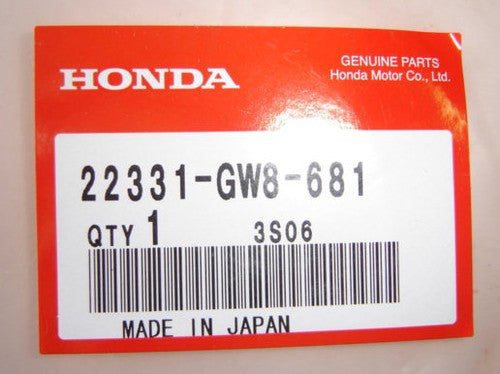 HONDA
GENUINE PARTS
Honda Motor Co., Ltd.
22331-GW8-681
QTY 1 3S06
MADE IN JAPAN